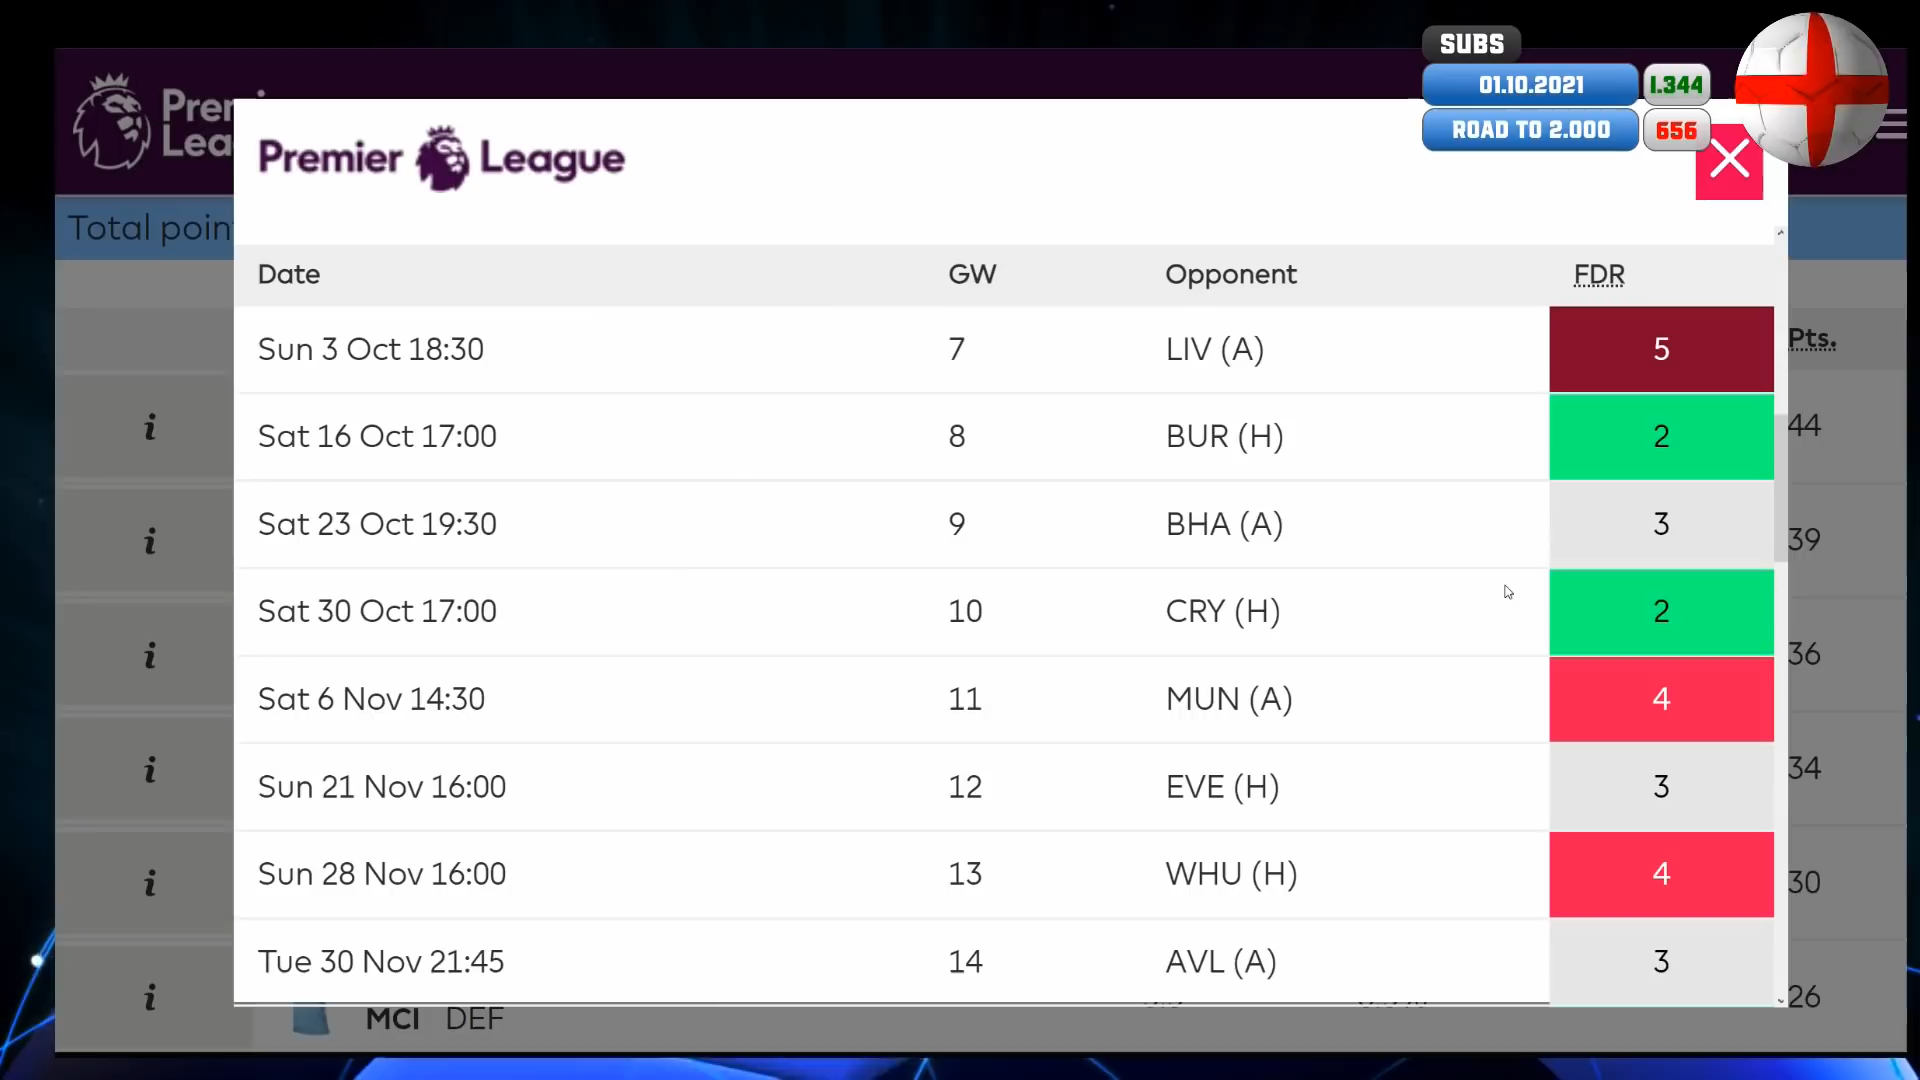 SUBS
01.10.2021 1.344
ROAD TO 2.000 656
Premier League
Total poin
Date GW Opponent FDR
Pts.
Sun 3 Oct 18:30 7 LIV (A) 5
i 44
Sat 16 Oct 17:00 8 BUR (H) 2
Sat 23 Oct 19:30 9 BHA (A) 3
i 39
Sat 30 Oct 17:00 10 CRY (H) 2
i 36
Sat 6 Nov 14:30 11 MUN (A) 4
i 34
Sun 21 Nov 16:00 12 EVE (H) 3
Sun 28 Nov 16:00 13 WHU (H) 4
i 30
Tue 30 Nov 21:45 14 AVL (A) 3
i 26
MCI DEF